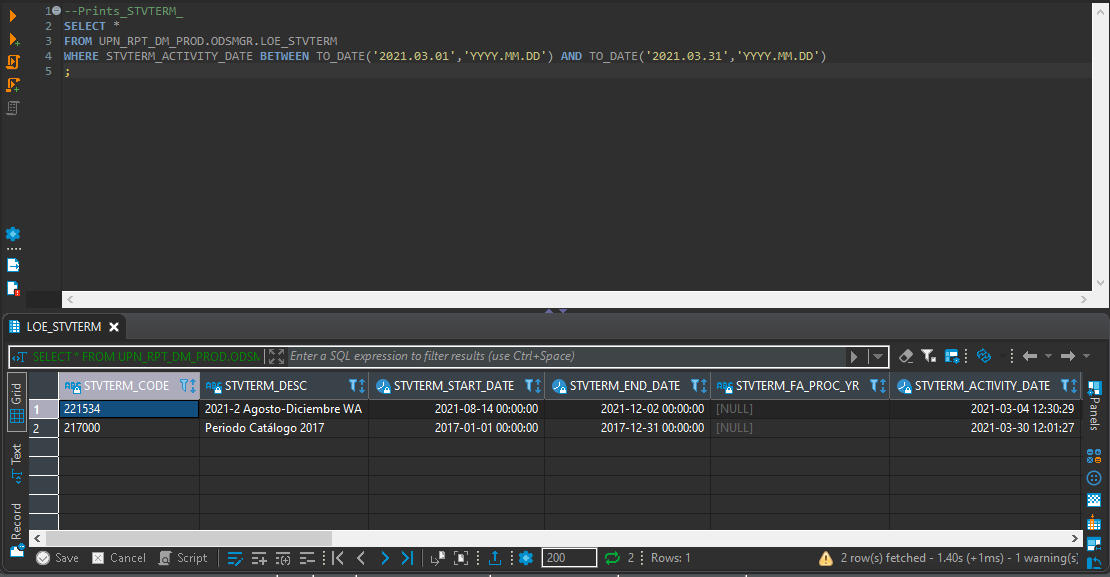 1 --Prints_STVTERM_
2 SELECT *
3 FROM UPN_RPT_DM_PROD.ODSMGR.LOE_STVTERM
4 WHERE STVTERM_ACTIVITY_DATE BETWEEN TO_DATE('2021.03.01','YYYY.MM.DD') AND TO_DATE('2021.03.31','YYYY.MM.DD')
5 ;
LOE_STVTERM
SELECT * FROM UPN_RPT_DM_PROD.ODSM Enter a SQL expression to filter results (use Ctrl+Space)
Grid
Text
Record
Panels
ABC STVTERM_CODE ABC STVTERM_DESC STVTERM_START_DATE STVTERM_END_DATE ABC STVTERM_FA_PROC_YR STVTERM_ACTIVITY_DATE
1 221534 2021-2 Agosto-Diciembre WA 2021-08-14 00:00:00 2021-12-02 00:00:00 [NULL] 2021-03-04 12:30:29
2 217000 Periodo Catálogo 2017 2017-01-01 00:00:00 2017-12-31 00:00:00 [NULL] 2021-03-30 12:01:27
Save Cancel Script 200 2 Rows: 1 2 row(s) fetched - 1.40s (+1ms) - 1 warning(s